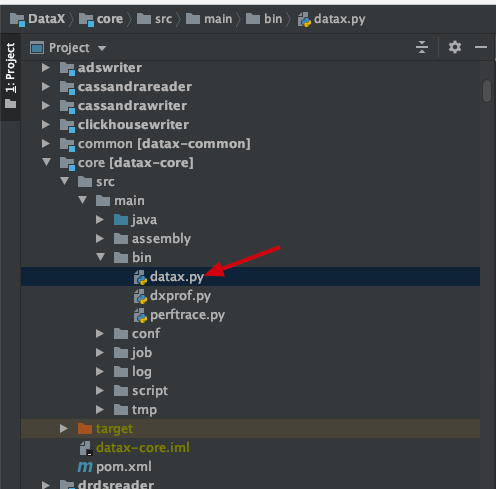 DataX core src main bin datax.py
1: Project
Project
adswriter
cassandrareader
cassandrawriter
clickhousewriter
common [datax-common]
core [datax-core]
src
main
java
assembly
bin
datax.py
dxprof.py
perftrace.py
conf
job
log
script
tmp
target
datax-core.iml
m pom.xml
drdsreader